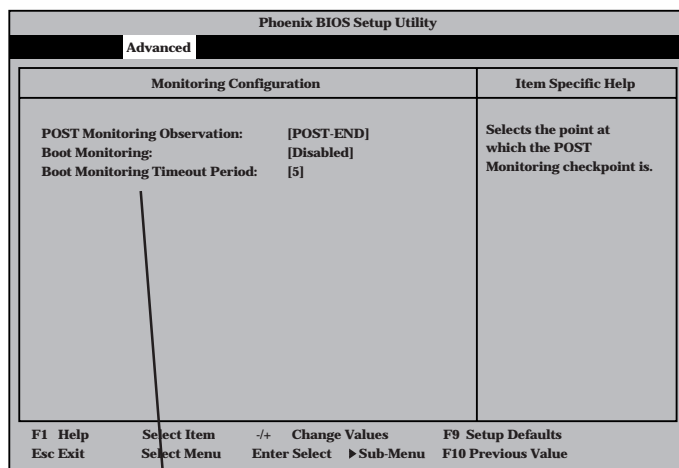 Phoenix BIOS Setup Utility
Advanced
Monitoring Configuration
Item Specific Help
POST Monitoring Observation: [POST-END]
Boot Monitoring: [Disabled]
Boot Monitoring Timeout Period: [5]
Selects the point at
which the POST
Monitoring checkpoint is.
F1 Help Select Item -/+ Change Values F9 Setup Defaults
Esc Exit Select Menu Enter Select ▶Sub-Menu F10 Previous Value